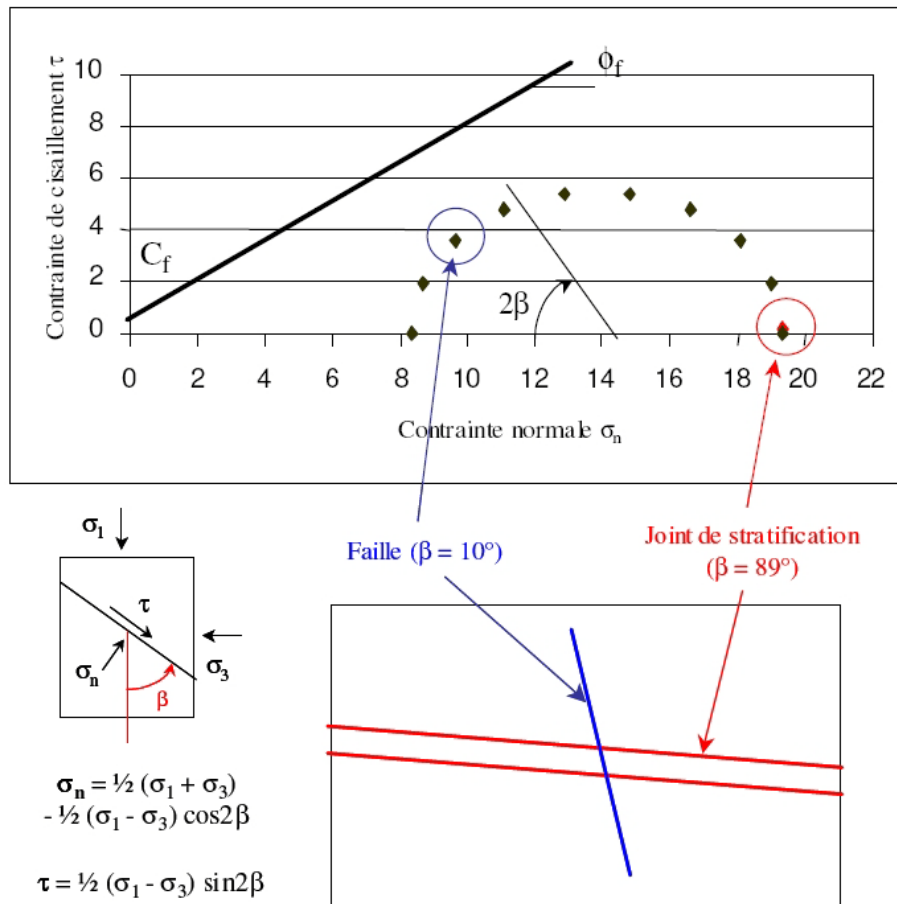 Contrainte de cisaillement τ
10
8
6
4
2
0
ϕf
Cf
2β
0 2 4 6 8 10 12 14 16 18 20 22
Contrainte normale σn
σ1
τ
σn
σ3
β
Faille (β = 10°)
Joint de stratification
(β = 89°)
σn = ½ (σ1 + σ3)
- ½ (σ1 - σ3) cos2β
τ = ½ (σ1 - σ3) sin2β